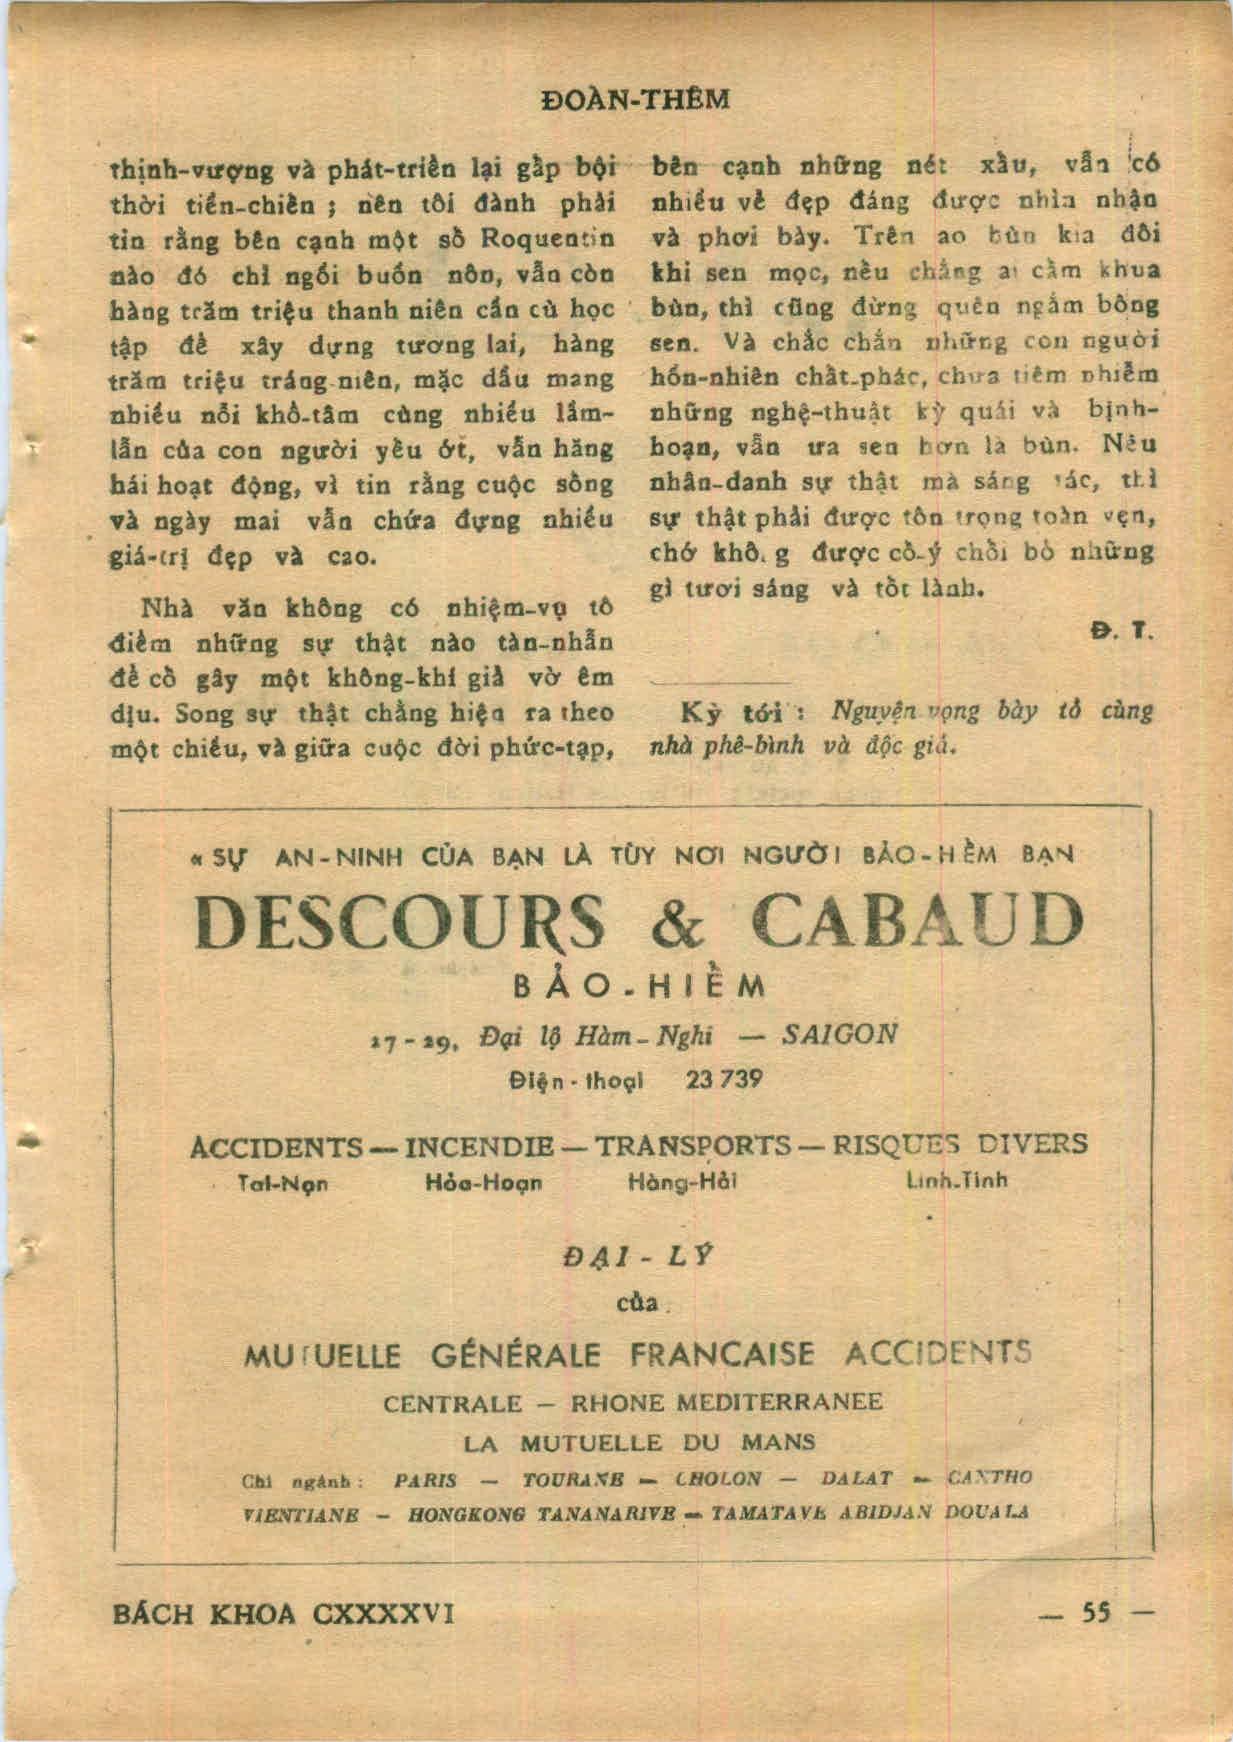 ĐOÀN-THÊM
thịnh-vượng và phát-triển lại gấp bội
thời tiền-chiến ; nên tôi đành phải
tin rằng bên cạnh một số Roquentin
nào đó chỉ ngồi buồn nôn, vẫn còn
hàng trăm triệu thanh niên cần cù học
tập để xây dựng tương lai, hàng
trăm triệu tráng-niên, mặc dầu mang
nhiều nỗi khổ-tâm cùng nhiều lầm-
lẫn của con người yếu ớt, vẫn hăng
hái hoạt động, vì tin rằng cuộc sống
và ngày mai vẫn chứa đựng nhiều
giá-trị đẹp và cao.
Nhà văn không có nhiệm-vụ tô
điểm những sự thật nào tàn-nhẫn
để cố gây một không-khí giả vờ êm
dịu. Song sự thật chẳng hiện ra theo
một chiều, và giữa cuộc đời phức-tạp,
bên cạnh những nét xấu, vẫn có
nhiều vẻ đẹp đáng được nhìn nhận
và phơi bày. Trên ao bùn kia đôi
khi sen mọc, nếu chẳng ai cấm khua
bùn, thì cũng đừng quên ngắm bông
sen. Và chắc chắn những con người
hồn-nhiên chất-phác, chưa tiêm nhiễm
những nghệ-thuật kỳ quái và bịnh-
hoạn, vẫn ưa sen hơn là bùn. Nếu
nhân-danh sự thật mà sáng tác, thì
sự thật phải được tôn trọng toàn vẹn,
chớ không được cố-ý chối bỏ những
gì tươi sáng và tốt lành.
Đ. T.
Kỳ tới : Nguyện vọng bày tỏ cùng
nhà phê-bình và độc giả.
« SỰ AN-NINH CỦA BẠN LÀ TÙY NƠI NGƯỜI BẢO-HIỂM BẠN
DESCOURS & CABAUD
BẢO-HIỂM
27-29, Đại lộ Hàm-Nghi — SAIGON
Điện-thoại 23 739
ACCIDENTS — INCENDIE — TRANSPORTS — RISQUES DIVERS
Tai-Nạn Hỏa-Hoạn Hàng-Hải Linh-Tinh
ĐẠI-LÝ
của
MUTUELLE GÉNÉRALE FRANCAISE ACCIDENTS
CENTRALE — RHONE MEDITERRANEE
LA MUTUELLE DU MANS
Chi ngánh : PARIS — TOURANE — CHOLON — DALAT — CANTHO
VIENTIANE — HONGKONG TANANARIVE — TAMATAVE ABIDJAN DOUALA
BÁCH KHOA CXXXXVI
— 55 —